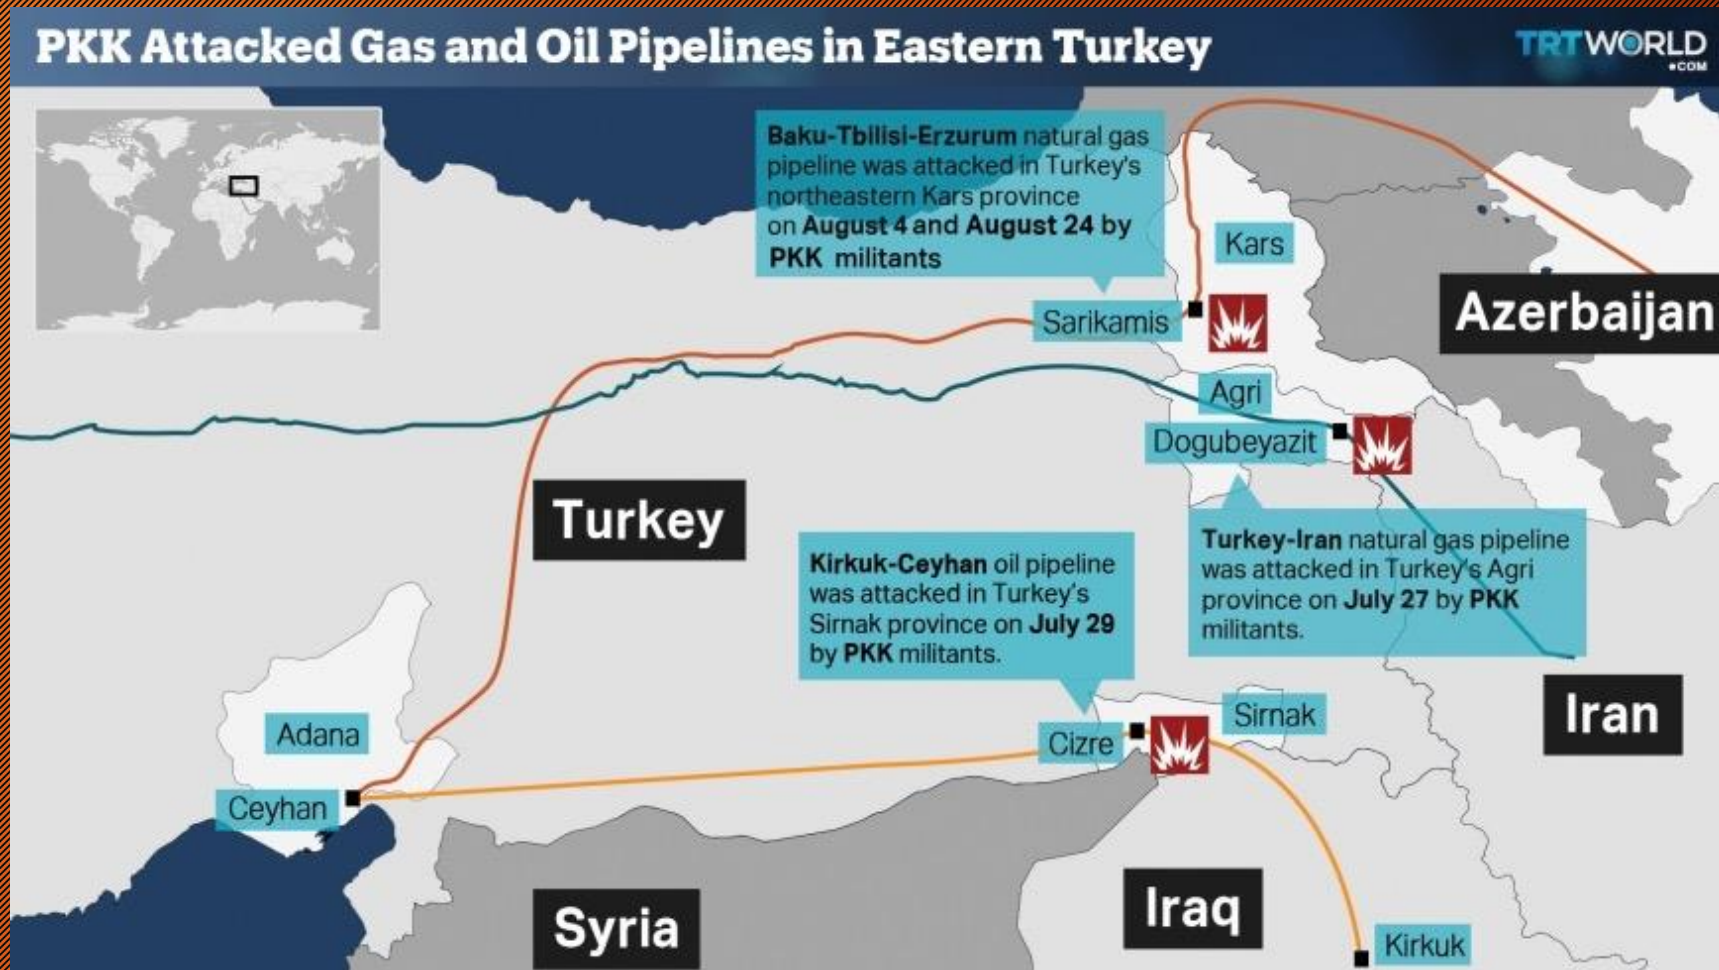 PKK Attacked Gas and Oil Pipelines in Eastern Turkey
TRTWORLD
.COM
Baku-Tbilisi-Erzurum natural gas
pipeline was attacked in Turkey's
northeastern Kars province
on August 4 and August 24 by
PKK militants
Kars
Azerbaijan
Sarikamis
Agri
Dogubeyazit
Turkey
Turkey-Iran natural gas pipeline
was attacked in Turkey's Agri
province on July 27 by PKK
militants.
Kirkuk-Ceyhan oil pipeline
was attacked in Turkey's
Sirnak province on July 29
by PKK militants.
Iran
Sirnak
Adana
Cizre
Ceyhan
Iraq
Syria
Kirkuk